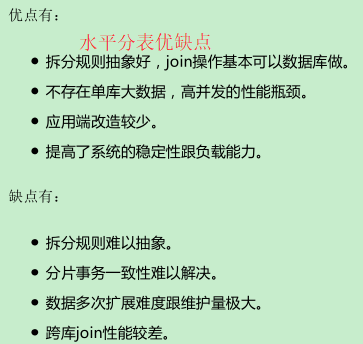 优点有：
水平分表优缺点
● 拆分规则抽象好，join操作基本可以数据库做。
● 不存在单库大数据，高并发的性能瓶颈。
● 应用端改造较少。
● 提高了系统的稳定性跟负载能力。
缺点有：
● 拆分规则难以抽象。
● 分片事务一致性难以解决。
● 数据多次扩展难度跟维护量极大。
● 跨库join性能较差。